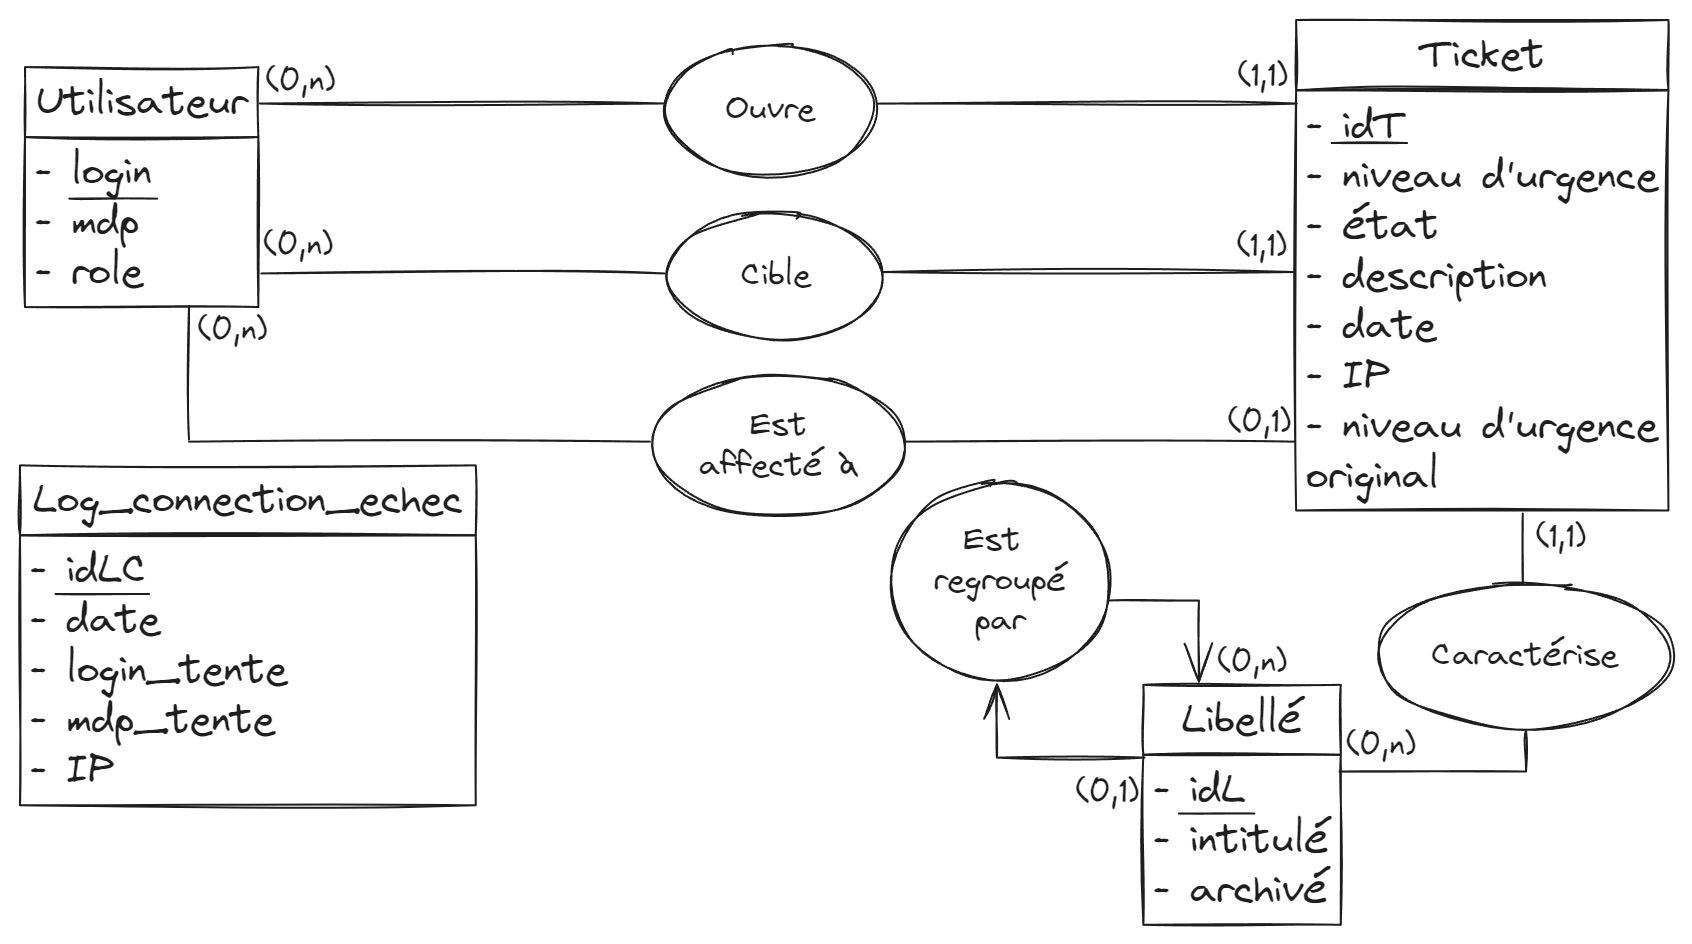 Utilisateur
- login
- mdp
- role
(0,n)
Ouvre
(1,1)
(0,n)
Cible
(1,1)
(0,n)
Est
affecté à
(0,1)
Ticket
- idT
- niveau d'urgence
- état
- description
- date
- IP
- niveau d'urgence
original
Log_connection_echec
- idLC
- date
- login_tente
- mdp_tente
- IP
Est
regroupé
par
(0,n)
(0,1)
Libellé
- idL
- intitulé
- archivé
(1,1)
Caractérise
(0,n)